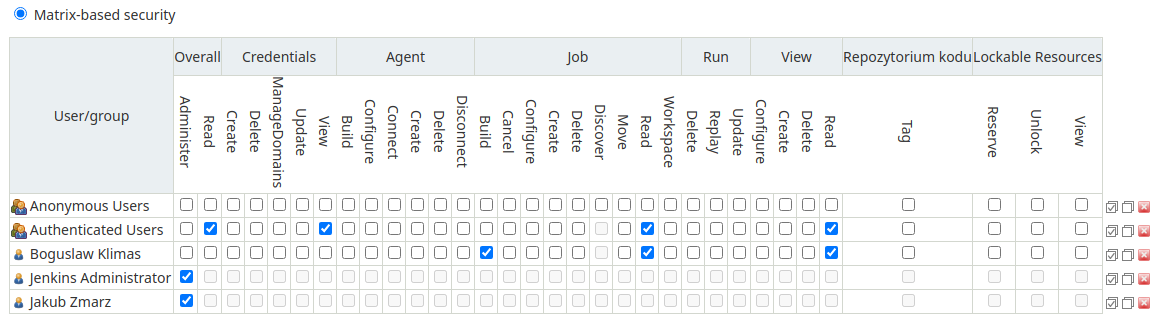 Matrix-based security
User/group Overall Credentials Agent Job Run View Repozytorium kodu Lockable Resources
Administer Read Create Delete ManageDomains Update View Build Configure Connect Create Delete Disconnect Build Cancel Configure Create Delete Discover Move Read Workspace Delete Replay Update Configure Create Delete Read Tag Reserve Unlock View
Anonymous Users
Authenticated Users
Boguslaw Klimas
Jenkins Administrator
Jakub Zmarz